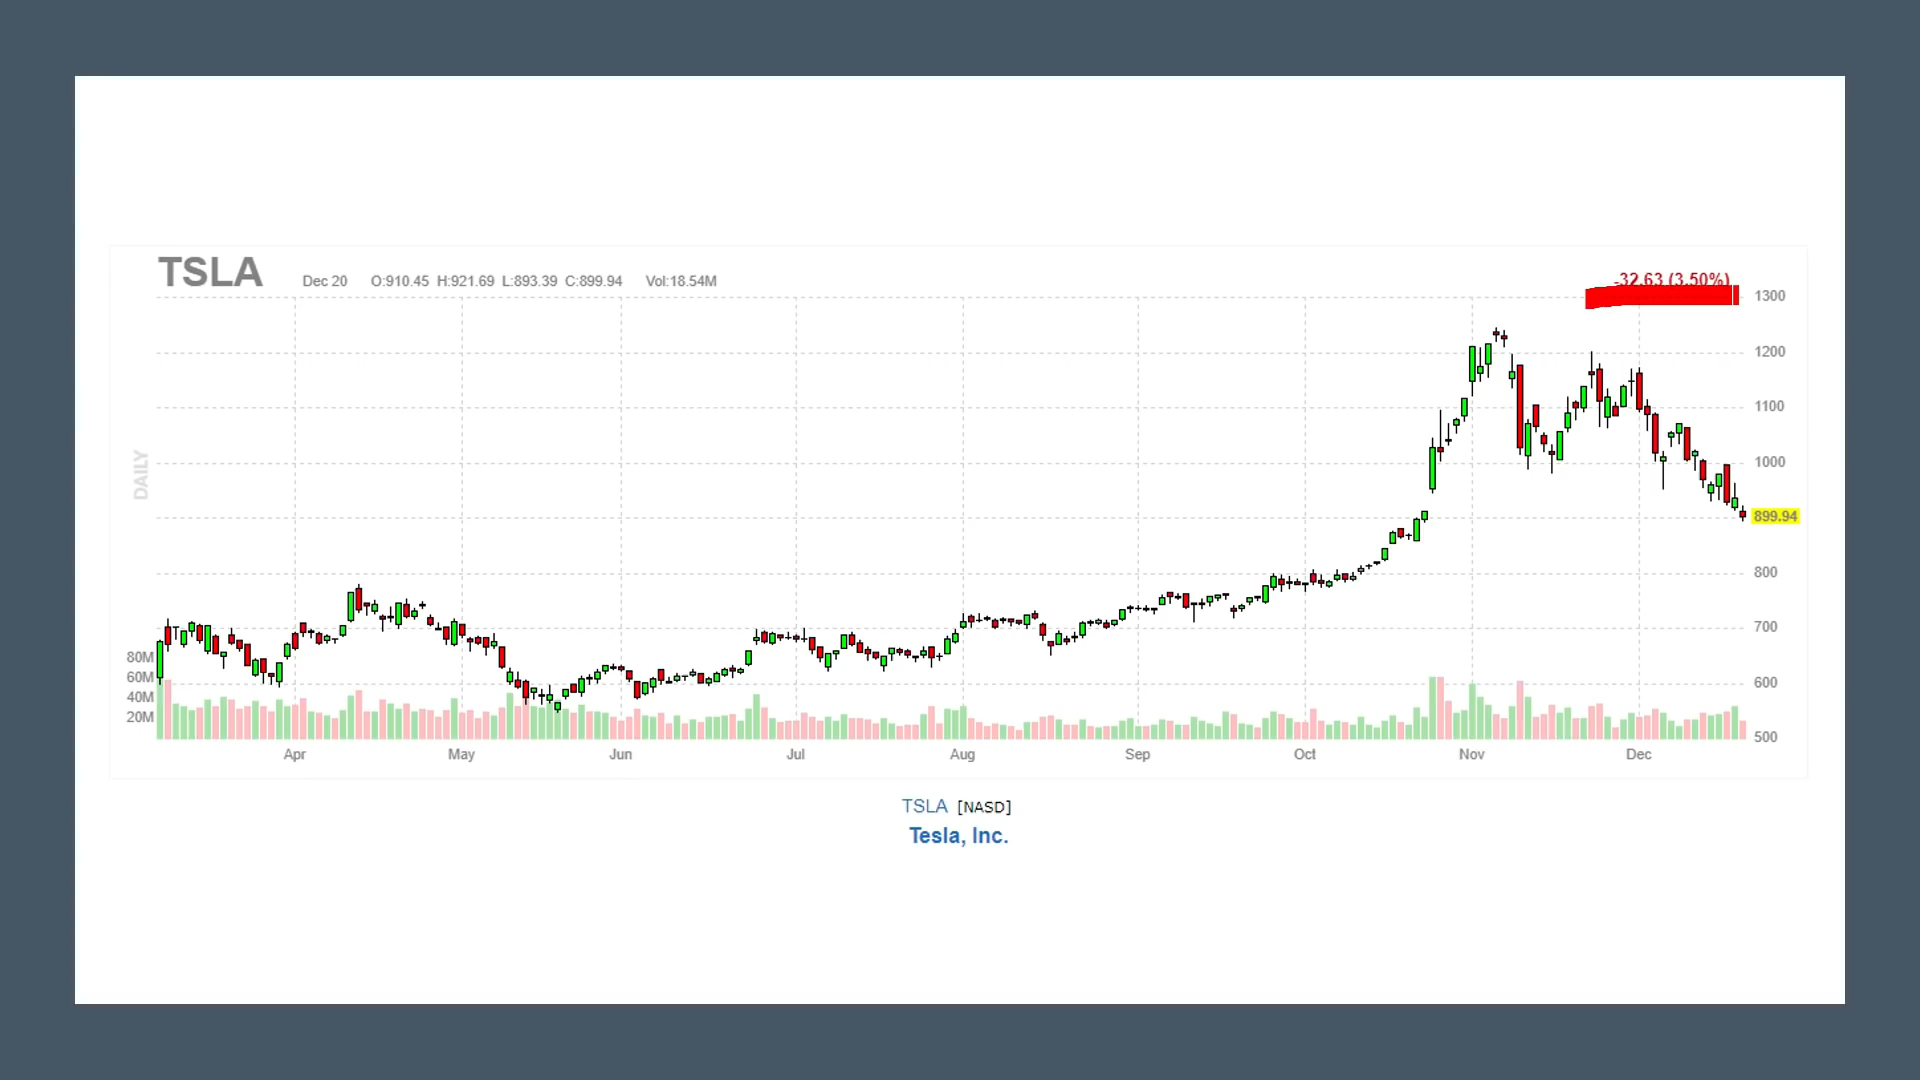 TSLA Dec 20 O:910.45 H:921.69 L:893.39 C:899.94 Vol:18.54M
-32.63 (3.50%)
1300
1200
1100
1000
899.94
800
700
600
500
DAILY
80M
60M
40M
20M
Apr May Jun Jul Aug Sep Oct Nov Dec
TSLA [NASD]
Tesla, Inc.